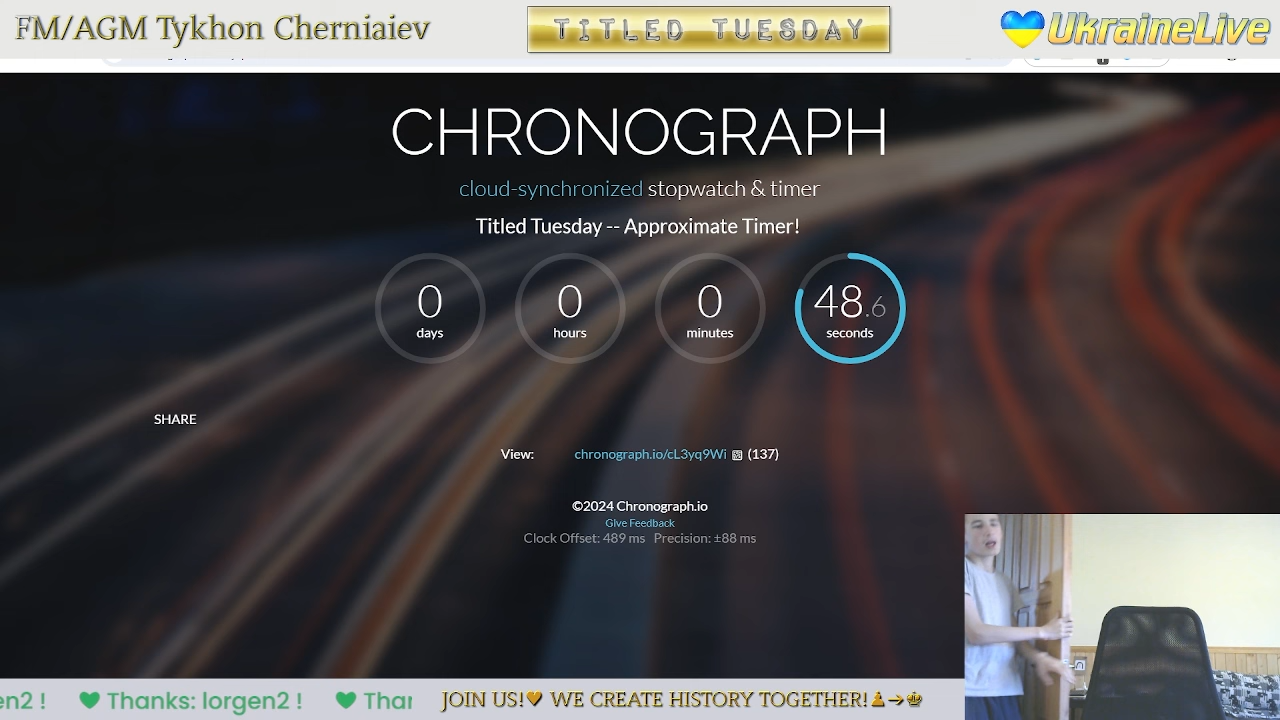 FM/AGM Tykhon Cherniaiev
TITLED TUESDAY
UkraineLive
CHRONOGRAPH
cloud-synchronized stopwatch & timer
Titled Tuesday -- Approximate Timer!
0 0 0 48.6
days hours minutes seconds
SHARE
View: chronograph.io/cL3yq9Wi (137)
©2024 Chronograph.io
Give Feedback
Clock Offset: 489 ms Precision: ±88 ms
en2 ! 💚 Thanks: lorgen2 ! 💚 Thar
JOIN US!♥ WE CREATE HISTORY TOGETHER!♟→♚